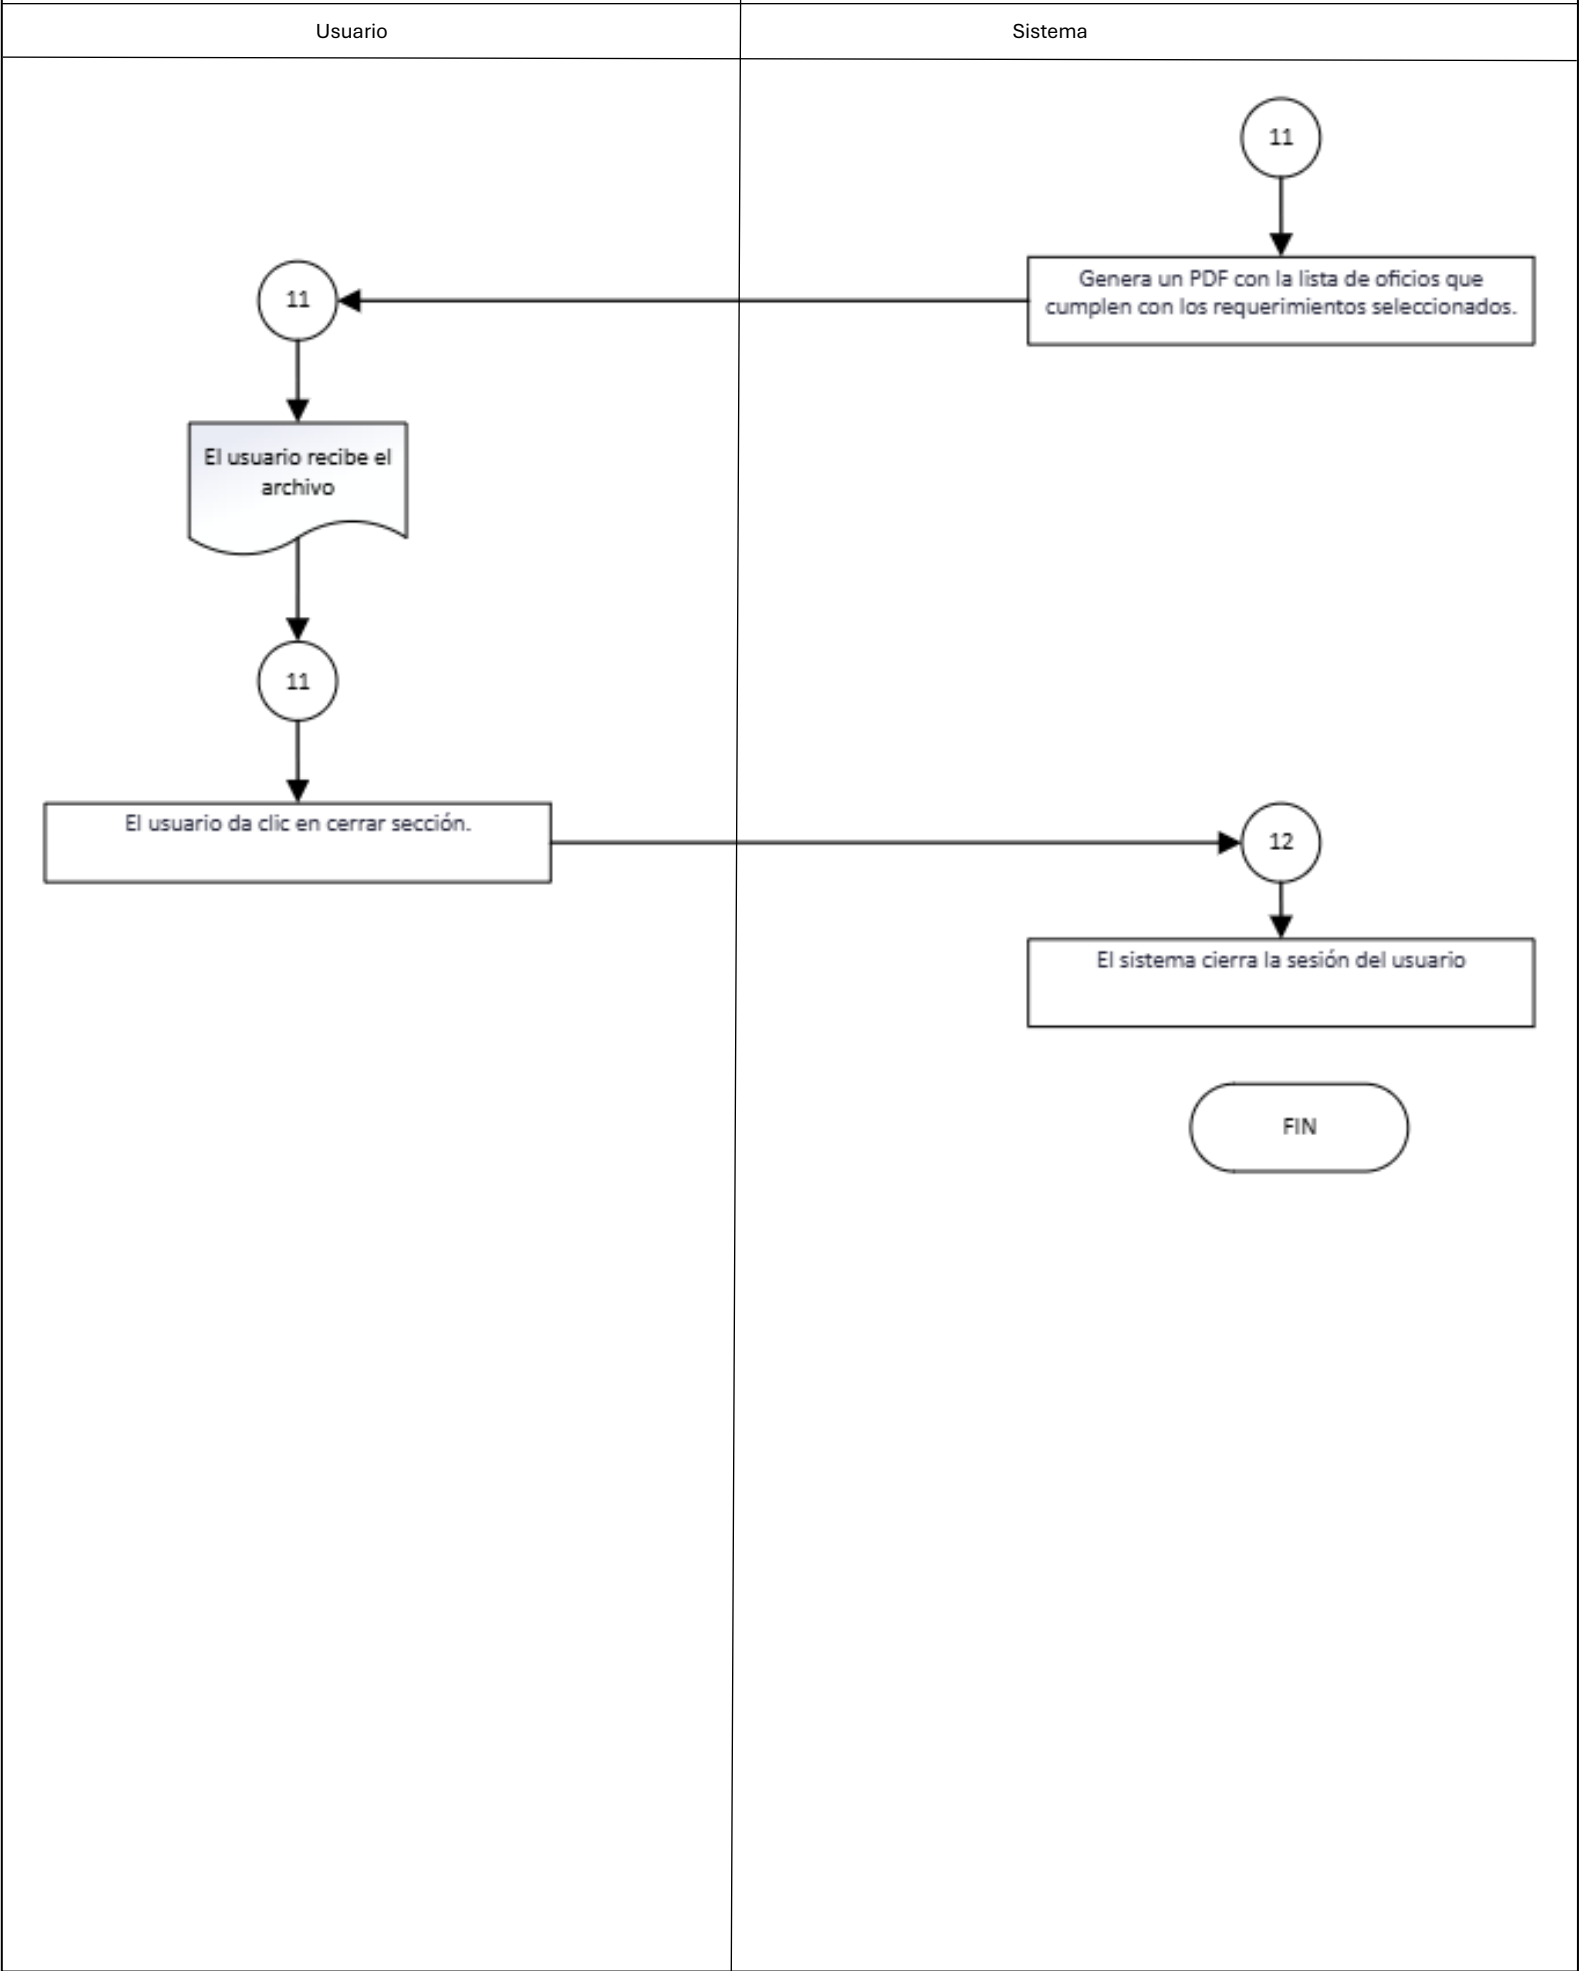 Usuario
Sistema
11
Genera un PDF con la lista de oficios que
cumplen con los requerimientos seleccionados.
11
El usuario recibe el
archivo
11
El usuario da clic en cerrar sección.
12
El sistema cierra la sesión del usuario
FIN